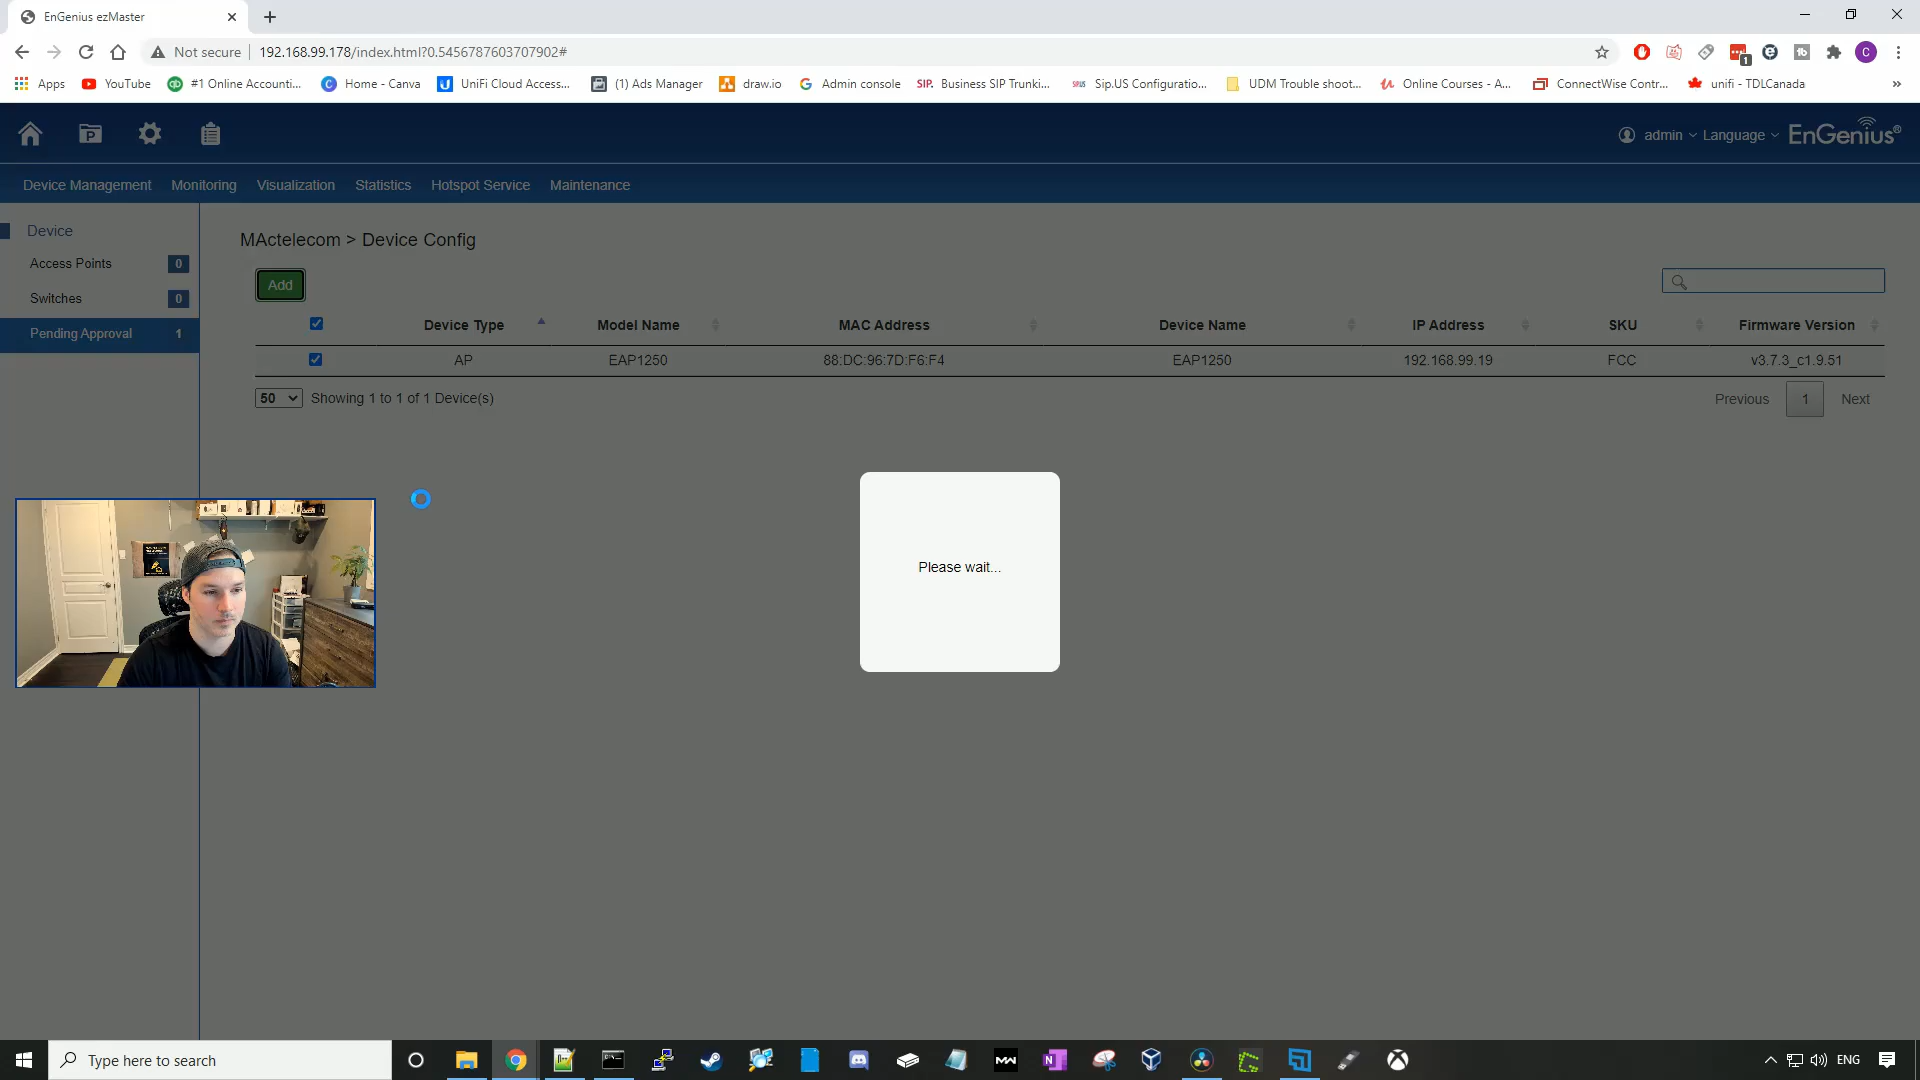 EnGenius ezMaster
Not secure 192.168.99.178/index.html?0.5456787603707902#
1
C
Apps YouTube #1 Online Accounti... Home - Canva UniFi Cloud Access... (1) Ads Manager draw.io Admin console SIP. Business SIP Trunki... Sip.US Configuratio... UDM Trouble shoot... Online Courses - A... ConnectWise Contr... unifi - TDLCanada »
admin Language EnGenius®
Device Management Monitoring Visualization Statistics Hotspot Service Maintenance
Device
Access Points 0
Switches 0
Pending Approval 1
MActelecom > Device Config
Add
Device Type Model Name MAC Address Device Name IP Address SKU Firmware Version
AP EAP1250 88:DC:96:7D:F6:F4 EAP1250 192.168.99.19 FCC v3.7.3_c1.9.51
50 Showing 1 to 1 of 1 Device(s)
Previous 1 Next
Please wait...
Type here to search
ENG